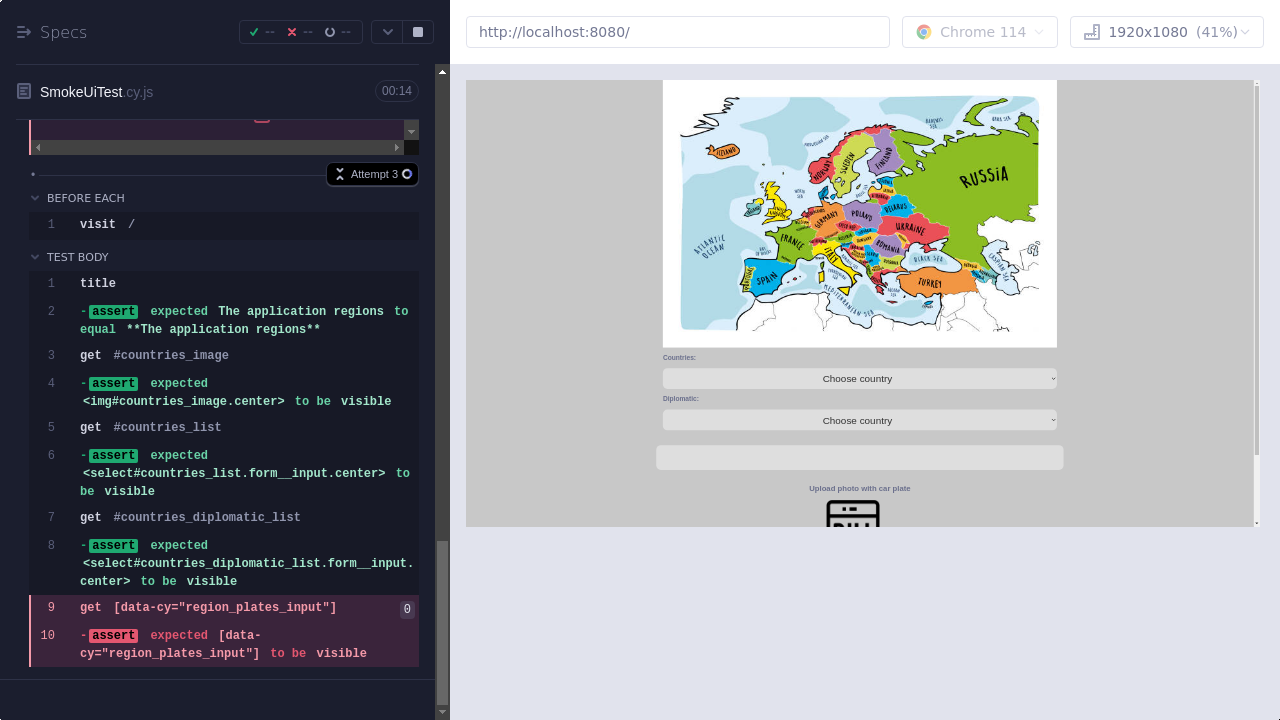 Specs
-- -- --
http://localhost:8080/
Chrome 114
1920x1080 (41%)
SmokeUiTest.cy.js
00:14
Attempt 3
BEFORE EACH
1 visit /
TEST BODY
1 title
2 -assert expected The application regions to
equal **The application regions**
3 get #countries_image
4 -assert expected
<img#countries_image.center> to be visible
5 get #countries_list
6 -assert expected
<select#countries_list.form__input.center> to
be visible
7 get #countries_diplomatic_list
8 -assert expected
<select#countries_diplomatic_list.form__input.
center> to be visible
9 get [data-cy="region_plates_input"] 0
10 -assert expected [data-
cy="region_plates_input"] to be visible
BARENTS SEA
KARA SEA
ICELAND
NORWAY
SWEDEN
FINLAND
RUSSiA
ATLANTIC OCEAN
GERMANY
POLAND
BELARUS
UKRAINE
FRANCE
ROMANIA
SPAIN
PORTUGAL
ITALY
BLACK SEA
CASPIAN SEA
TURKEY
MEDITERRANEAN SEA
Countries:
Choose country
Diplomatic:
Choose country
Upload photo with car plate